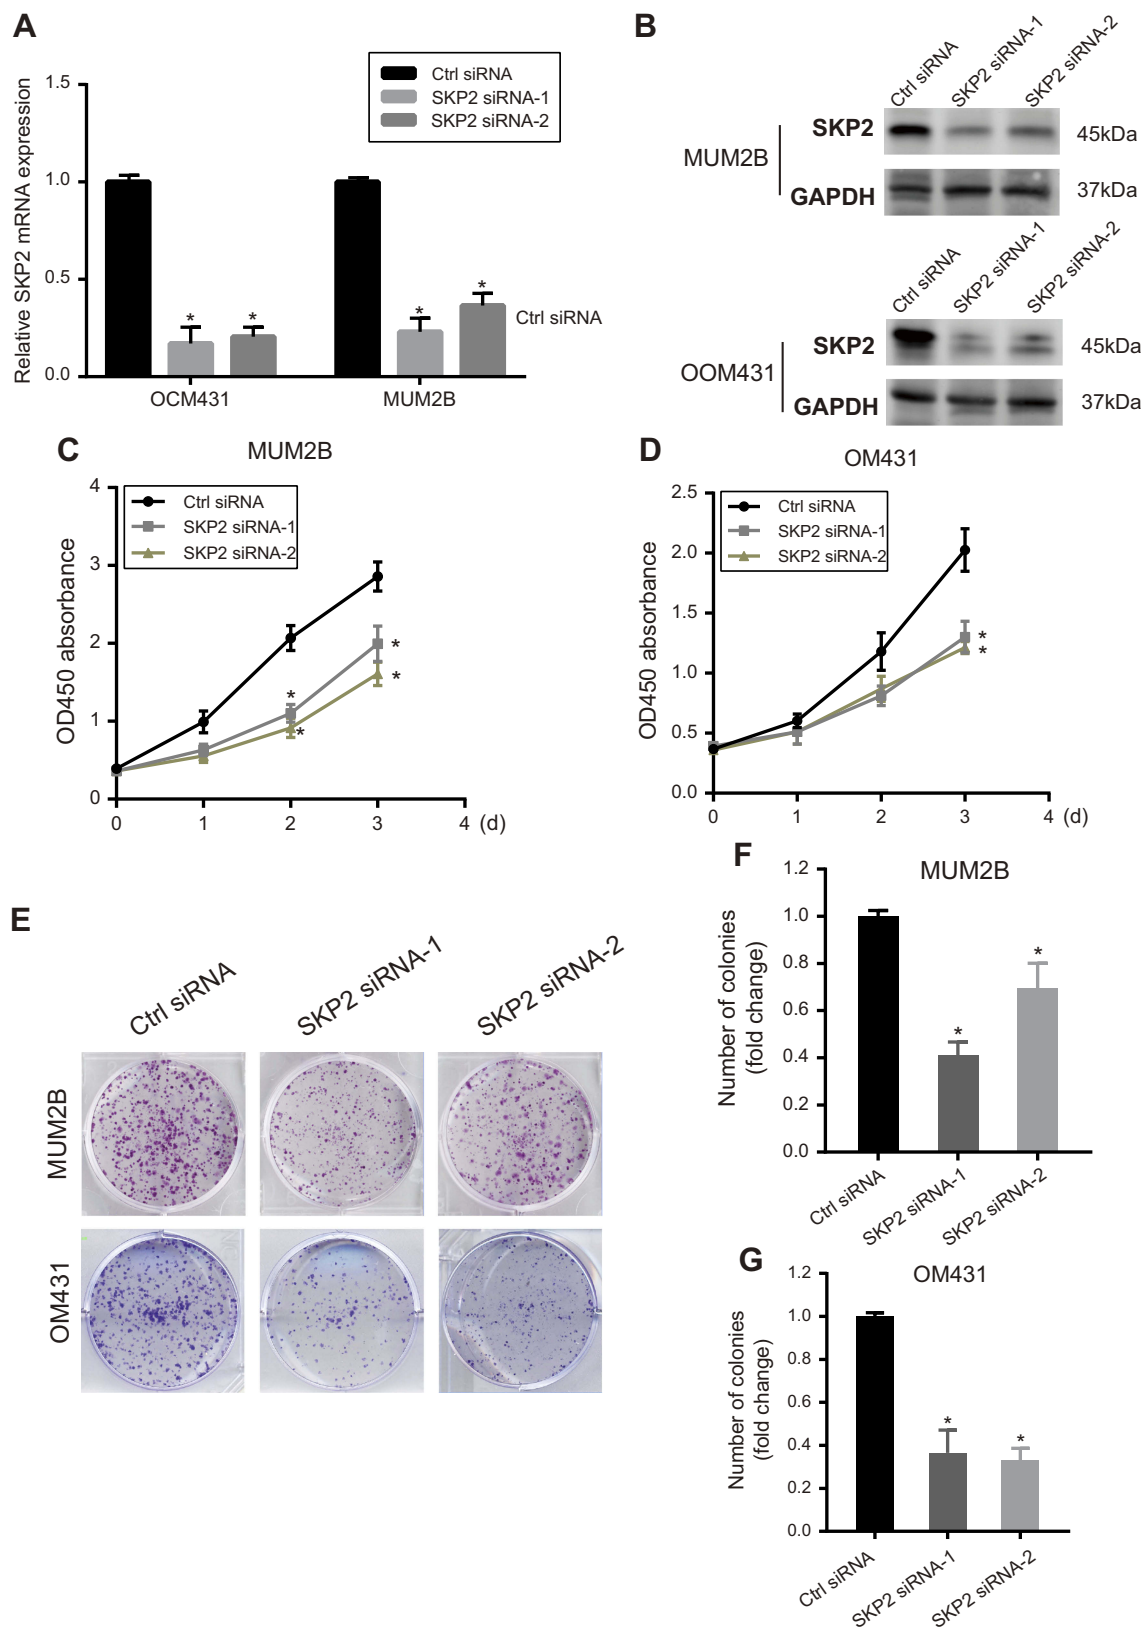 A
Ctrl siRNA
SKP2 siRNA-1
SKP2 siRNA-2
Relative SKP2 mRNA expression
1.5
1.0
0.5
0.0
* * * *
Ctrl siRNA
OCM431 MUM2B
B
Ctrl siRNA SKP2 siRNA-1 SKP2 siRNA-2
MUM2B
SKP2 45kDa
GAPDH 37kDa
Ctrl siRNA SKP2 siRNA-1 SKP2 siRNA-2
OOM431
SKP2 45kDa
GAPDH 37kDa
C
MUM2B
Ctrl siRNA
SKP2 siRNA-1
SKP2 siRNA-2
OD450 absorbance
4
3
2
1
0
* * * *
0 1 2 3 4 (d)
D
OM431
Ctrl siRNA
SKP2 siRNA-1
SKP2 siRNA-2
OD450 absorbance
2.5
2.0
1.5
1.0
0.5
0.0
*
*
0 1 2 3 4 (d)
E
Ctrl siRNA SKP2 siRNA-1 SKP2 siRNA-2
MUM2B
OM431
F
MUM2B
Number of colonies
(fold change)
1.2
1.0
0.8
0.6
0.4
0.2
0.0
* *
Ctrl siRNA SKP2 siRNA-1 SKP2 siRNA-2
G
OM431
Number of colonies
(fold change)
1.2
1.0
0.8
0.6
0.4
0.2
0.0
* *
Ctrl siRNA SKP2 siRNA-1 SKP2 siRNA-2